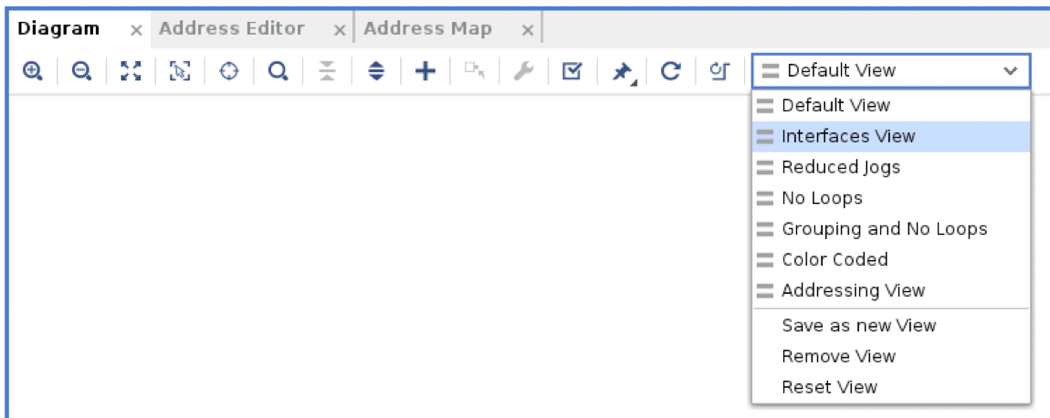 Diagram × Address Editor × Address Map ×
Default View
Default View
Interfaces View
Reduced Jogs
No Loops
Grouping and No Loops
Color Coded
Addressing View
Save as new View
Remove View
Reset View